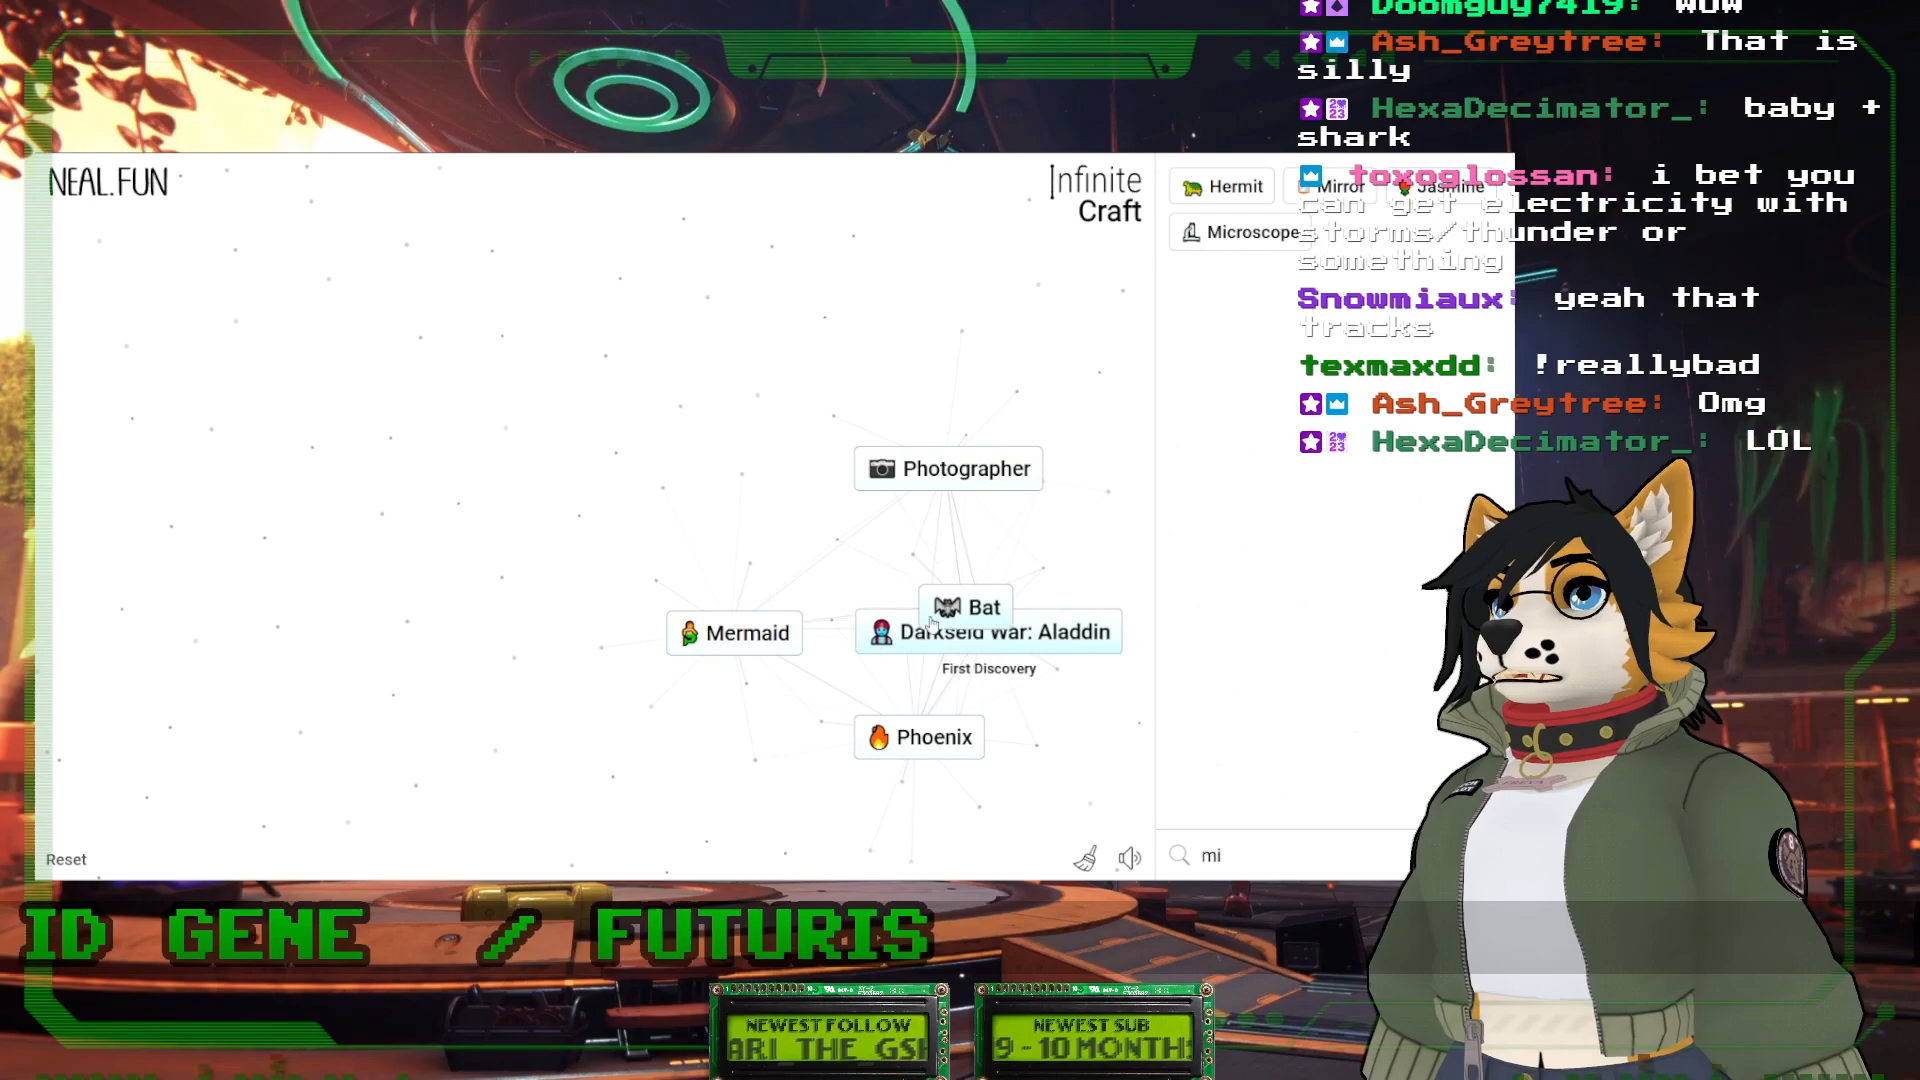 Doomguy7419: wow
Ash_Greytree: That is
silly
HexaDecimator_: baby +
shark
toxoglossan: i bet you
can get electricity with
storms/thunder or
something
Snowmiaux: yeah that
tracks
texmaxdd: !reallybad
Ash_Greytree: Omg
HexaDecimator_: LOL
NEAL.FUN
Infinite
Craft
Hermit
Mirror
Jasmine
Microscope
Photographer
Bat
Mermaid
Darkseid War: Aladdin
First Discovery
Phoenix
Reset
mi
ID GENE / FUTURIS
NEWEST FOLLOW
ARI THE GSH
NEWEST SUB
9 - 10 MONTHS